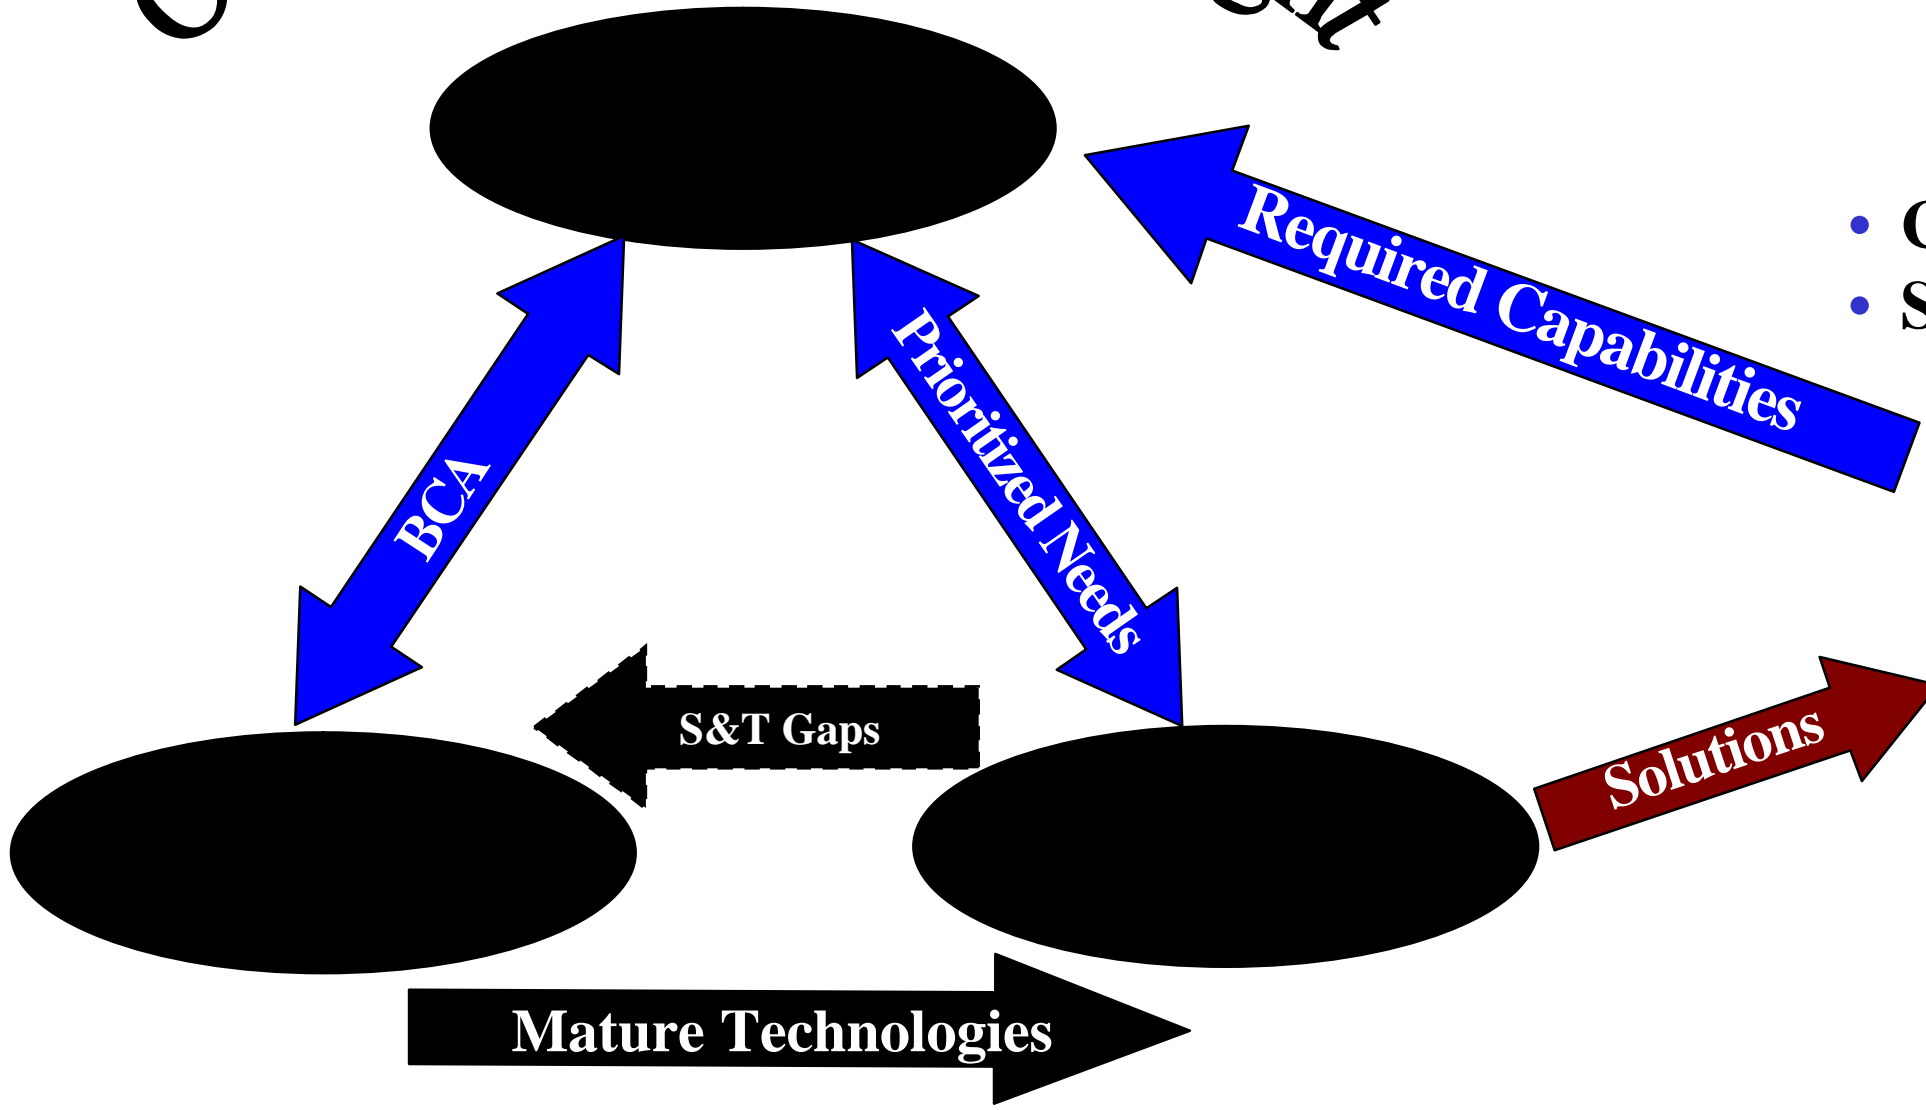 Required Capabilities
BCA
Prioritized Needs
S&T Gaps
Solutions
Mature Technologies